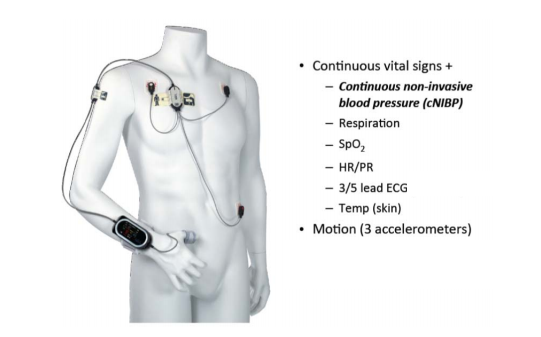 • Continuous vital signs +
– Continuous non-invasive
blood pressure (cNIBP)
– Respiration
– SpO₂
– HR/PR
– 3/5 lead ECG
– Temp (skin)
• Motion (3 accelerometers)